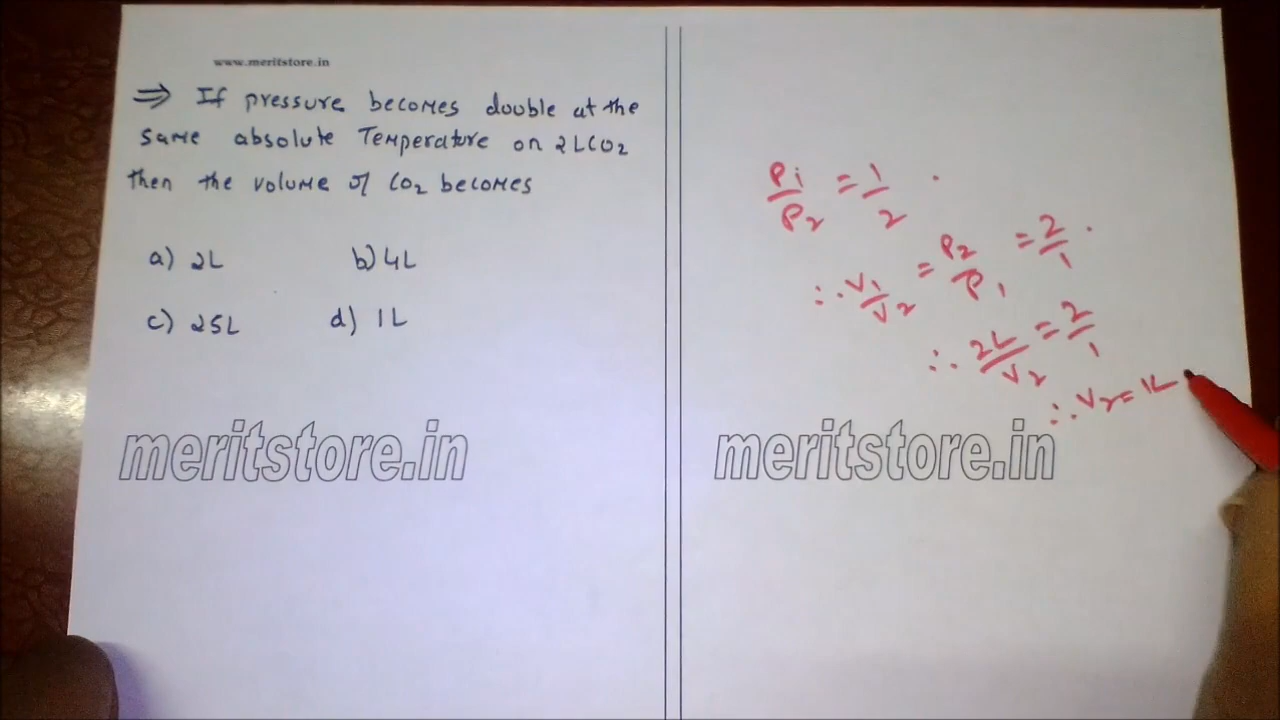 www.meritstore.in
⇒ If pressure becomes double at the
same absolute Temperature on 2LCO2
then the volume of CO2 becomes
a) 2L b) 4L
c) 25L d) 1L
meritstore.in
P1/P2 = 1/2 .
∴ V1/V2 = P2/P1 = 2/1 .
∴ 2L/V2 = 2/1
∴ V2 = 1L
meritstore.in